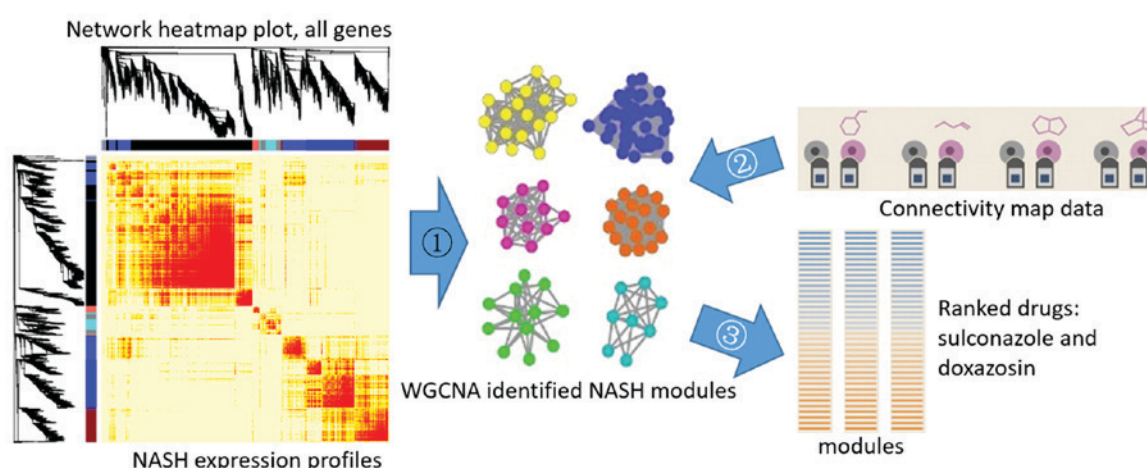 Network heatmap plot, all genes
①
②
Connectivity map data
③
Ranked drugs:
sulconazole and
doxazosin
WGCNA identified NASH modules
modules
NASH expression profiles